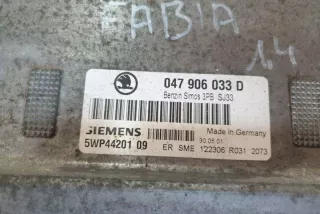 FABIA
1.4
047 906 033 D
Benzin Simos 3PB SJ33
SIEMENS
Made in Germany
5WP44201 09
90.05.01
ER SME 122306 R031 2073